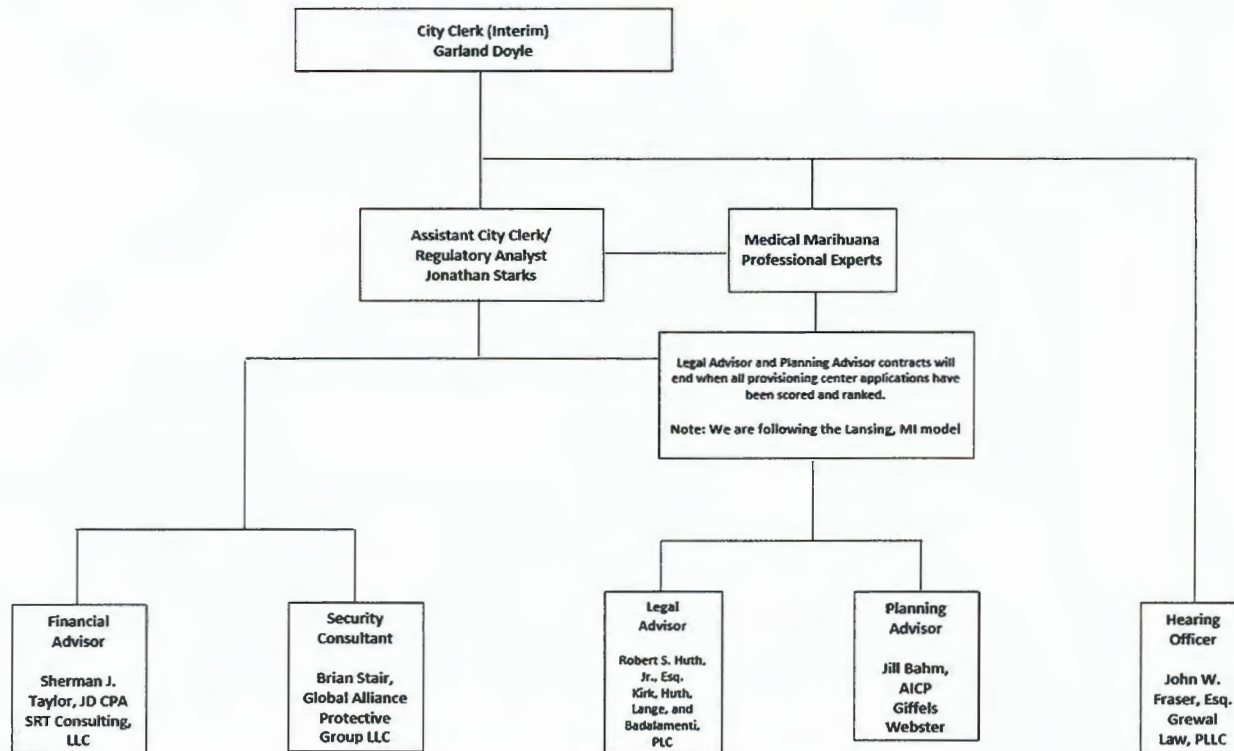 City Clerk (Interim)
Garland Doyle
Assistant City Clerk/
Regulatory Analyst
Jonathan Starks
Medical Marihuana
Professional Experts
Legal Advisor and Planning Advisor contracts will
end when all provisioning center applications have
been scored and ranked.
Note: We are following the Lansing, MI model
Financial
Advisor
Sherman J.
Taylor, JD CPA
SRT Consulting,
LLC
Security
Consultant
Brian Stair,
Global Alliance
Protective
Group LLC
Legal
Advisor
Robert S. Huth,
Jr., Esq.
Kirk, Huth,
Lange, and
Badalamenti,
PLC
Planning
Advisor
Jill Bahm,
AICP
Giffels
Webster
Hearing
Officer
John W.
Fraser, Esq.
Grewal
Law, PLLC